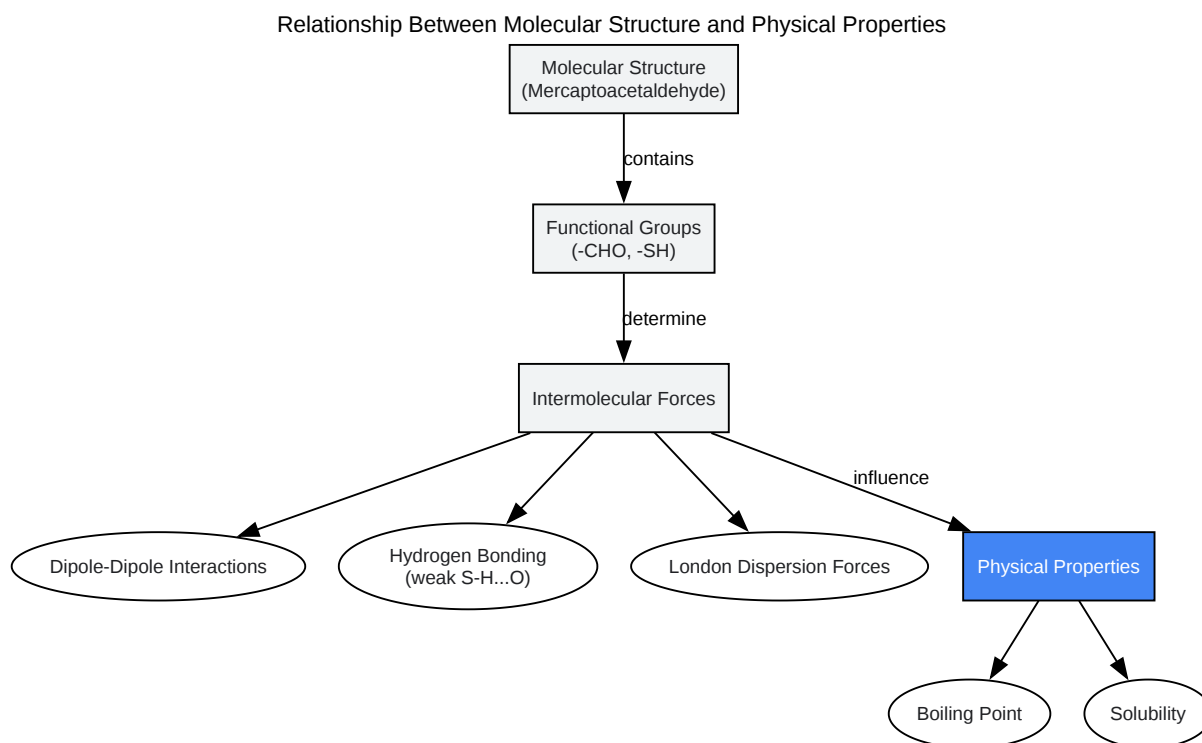 Relationship Between Molecular Structure and Physical Properties
Molecular Structure
(Mercaptoacetaldehyde)
contains
Functional Groups
(-CHO, -SH)
determine
Intermolecular Forces
influence
Dipole-Dipole Interactions
Hydrogen Bonding
(weak S-H...O)
London Dispersion Forces
Physical Properties
Boiling Point
Solubility